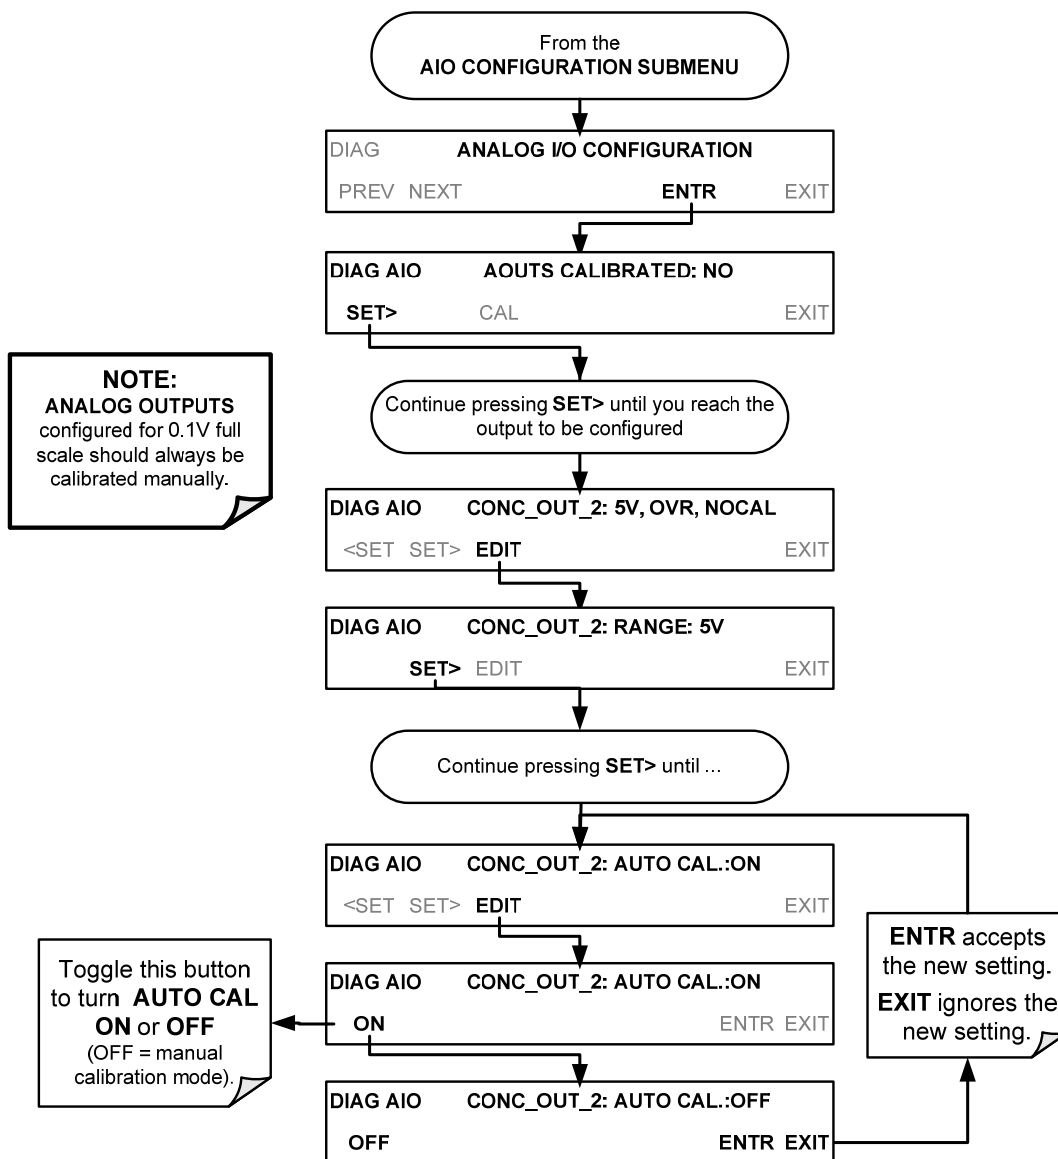 From the
AIO CONFIGURATION SUBMENU
DIAG ANALOG I/O CONFIGURATION
PREV NEXT ENTR EXIT
DIAG AIO AOUTS CALIBRATED: NO
SET> CAL EXIT
NOTE:
ANALOG OUTPUTS
configured for 0.1V full
scale should always be
calibrated manually.
Continue pressing SET> until you reach the
output to be configured
DIAG AIO CONC_OUT_2: 5V, OVR, NOCAL
<SET SET> EDIT EXIT
DIAG AIO CONC_OUT_2: RANGE: 5V
SET> EDIT EXIT
Continue pressing SET> until ...
DIAG AIO CONC_OUT_2: AUTO CAL.:ON
<SET SET> EDIT EXIT
Toggle this button
to turn AUTO CAL
ON or OFF
(OFF = manual
calibration mode).
DIAG AIO CONC_OUT_2: AUTO CAL.:ON
ON ENTR EXIT
ENTR accepts
the new setting.
EXIT ignores the
new setting.
DIAG AIO CONC_OUT_2: AUTO CAL.:OFF
OFF ENTR EXIT